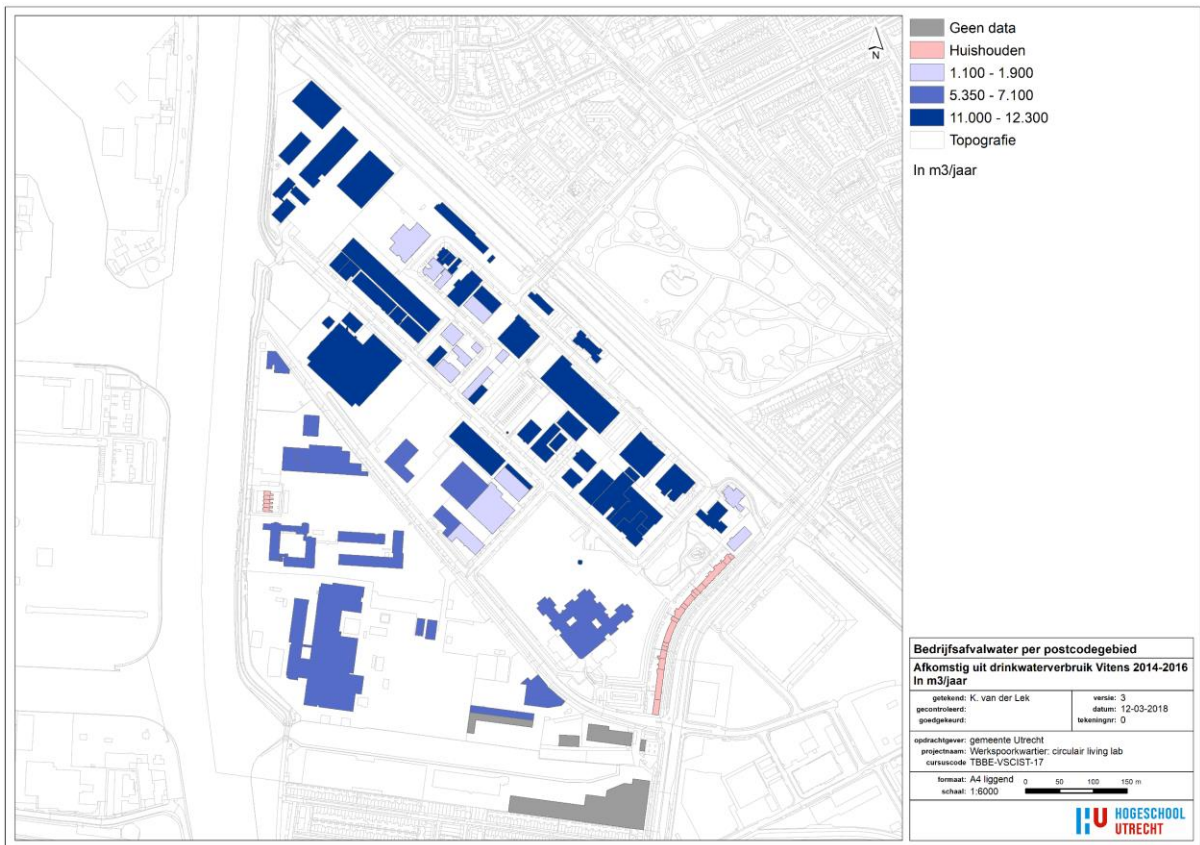 N
Geen data
Huishouden
1.100 - 1.900
5.350 - 7.100
11.000 - 12.300
Topografie
In m3/jaar
Bedrijfsafvalwater per postcodegebied
Afkomstig uit drinkwaterverbruik Vitens 2014-2016
In m3/jaar
getekend: K. van der Lek
versie: 3
gecontroleerd:
datum: 12-03-2018
goedgekeurd:
tekeningnr: 0
opdrachtgever: gemeente Utrecht
projectnaam: Werkspoorkwartier: circulair living lab
cursuscode TBBE-VSCIST-17
formaat: A4 liggend
0 50 100 150 m
schaal: 1:6000
HU HOGESCHOOL
UTRECHT